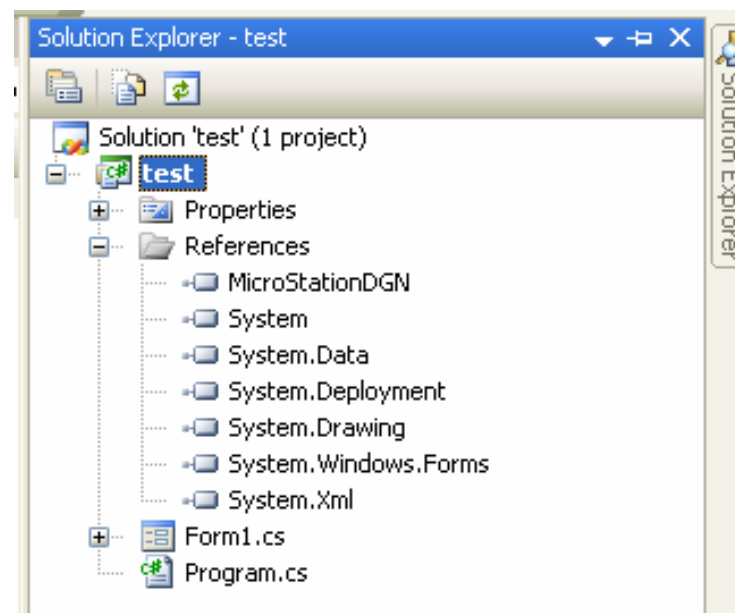 Solution Explorer - test
Solution 'test' (1 project)
C# test
Properties
References
MicroStationDGN
System
System.Data
System.Deployment
System.Drawing
System.Windows.Forms
System.Xml
Form1.cs
C# Program.cs
Solution Explorer